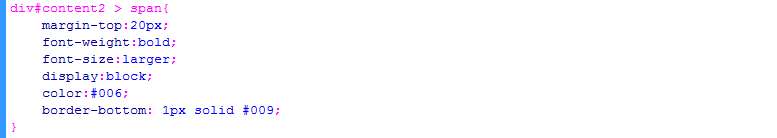 div#content2 > span{
    margin-top:20px;
    font-weight:bold;
    font-size:larger;
    display:block;
    color:#006;
    border-bottom: 1px solid #009;
}